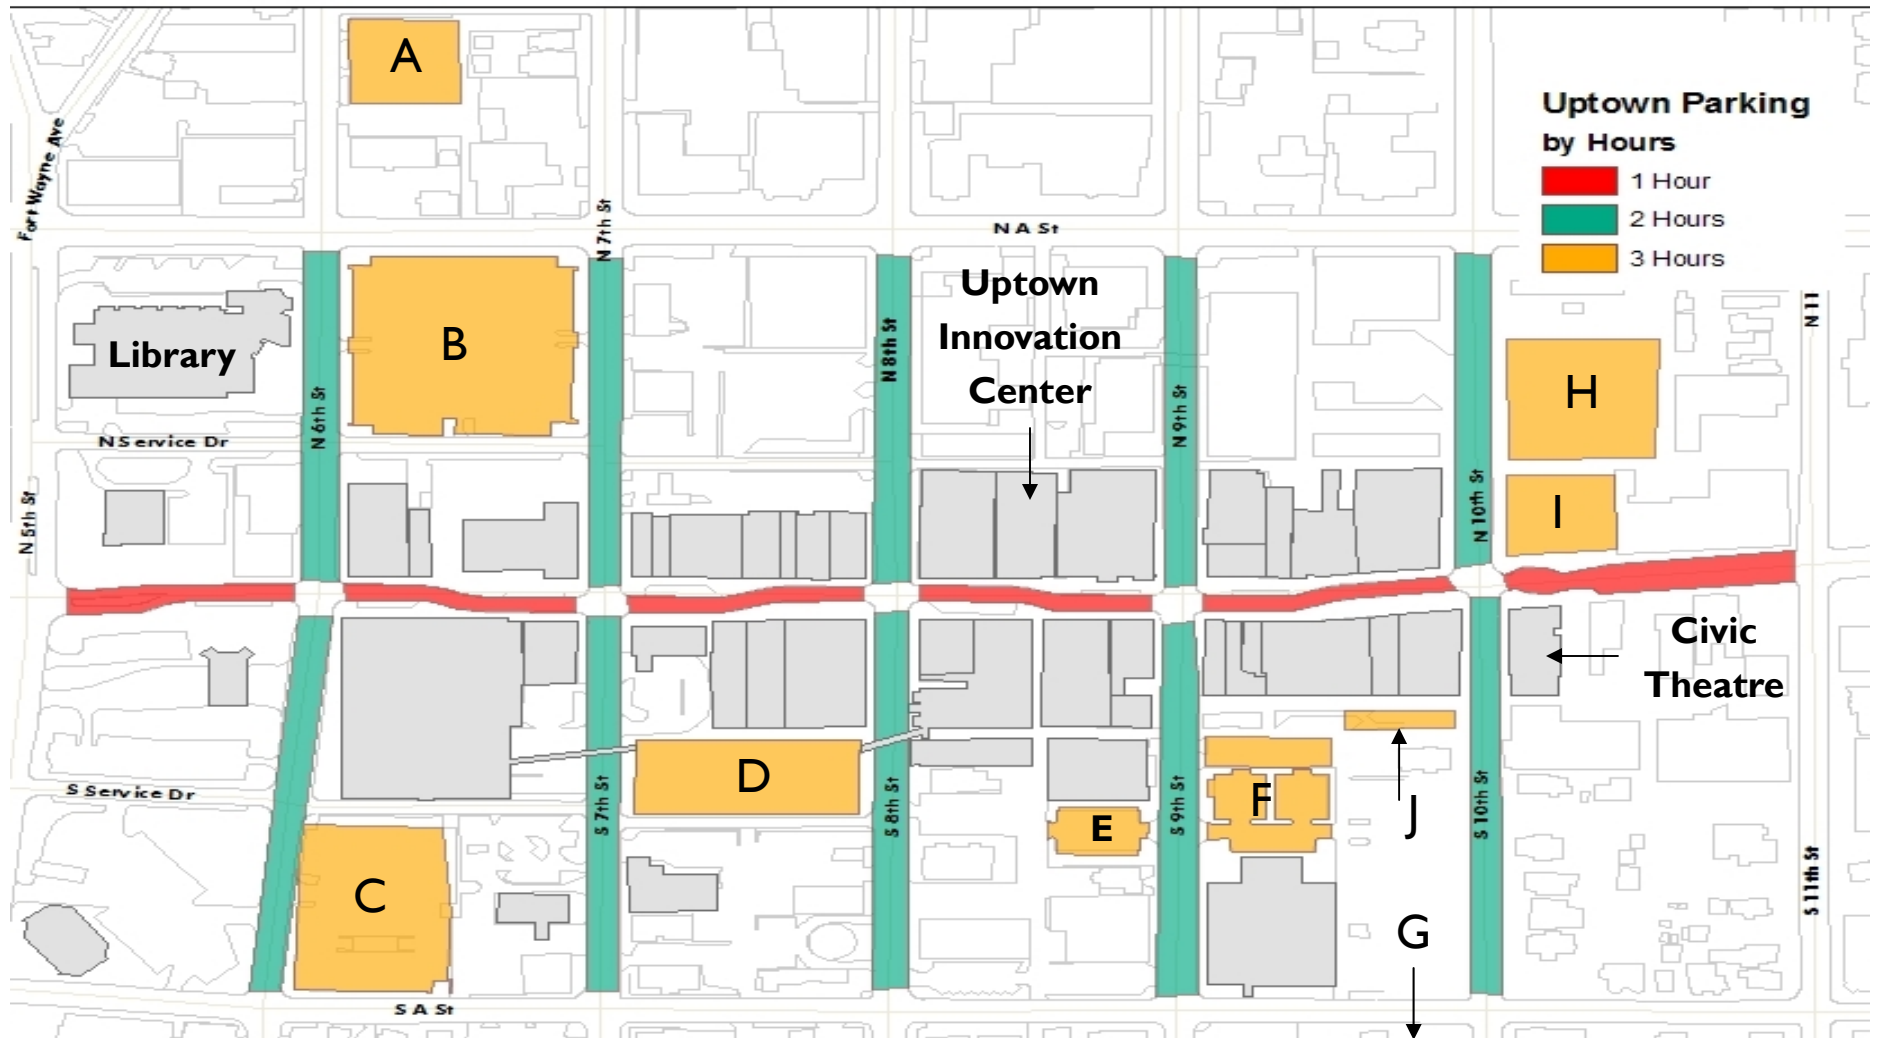 A
Fort Wayne Ave
Uptown Parking
by Hours
1 Hour
2 Hours
3 Hours
N 7th St
N A St
Library
N 6th St
B
N 8th St
Uptown
Innovation
Center
N 9th St
N 11
H
N Service Dr
N 5th St
N 10th St
I
Civic
Theatre
S Service Dr
S 7th St
D
S 8th St
E
S 9th St
F
J
S 10th St
C
G
S 11th St
S A St